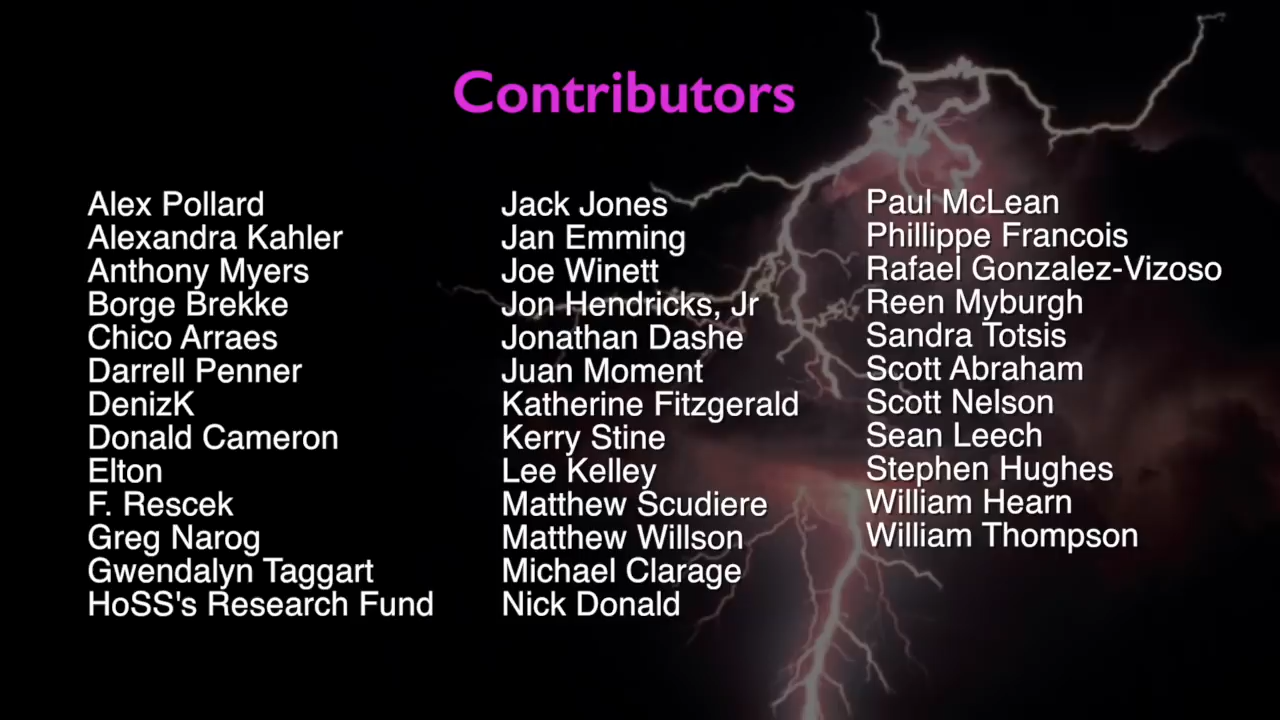 Contributors
Alex Pollard
Alexandra Kahler
Anthony Myers
Borge Brekke
Chico Arraes
Darrell Penner
DenizK
Donald Cameron
Elton
F. Rescek
Greg Narog
Gwendalyn Taggart
HoSS's Research Fund
Jack Jones
Jan Emming
Joe Winett
Jon Hendricks, Jr
Jonathan Dashe
Juan Moment
Katherine Fitzgerald
Kerry Stine
Lee Kelley
Matthew Scudiere
Matthew Willson
Michael Clarage
Nick Donald
Paul McLean
Phillippe Francois
Rafael Gonzalez-Vizoso
Reen Myburgh
Sandra Totsis
Scott Abraham
Scott Nelson
Sean Leech
Stephen Hughes
William Hearn
William Thompson